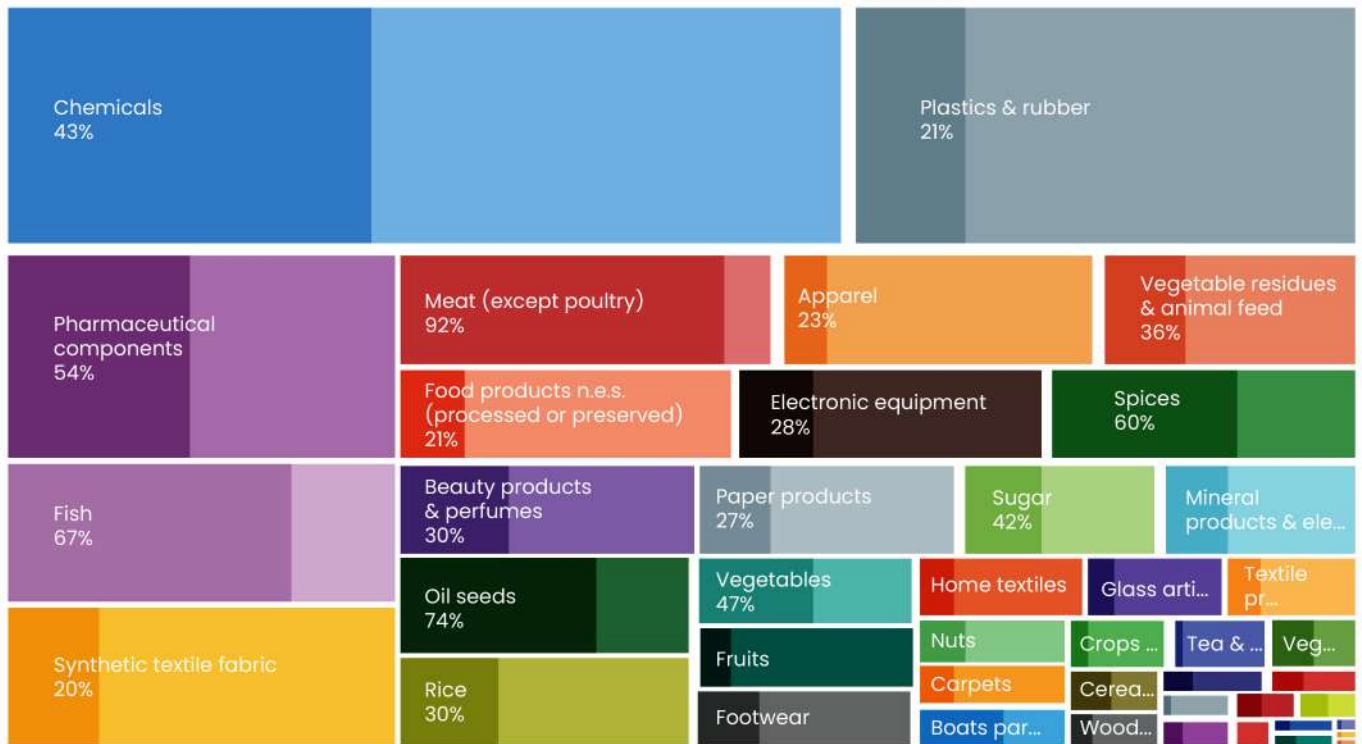 Chemicals
43%
Plastics & rubber
21%
Pharmaceutical
components
54%
Meat (except poultry)
92%
Apparel
23%
Vegetable residues
& animal feed
36%
Food products n.e.s.
(processed or preserved)
21%
Electronic equipment
28%
Spices
60%
Fish
67%
Beauty products
& perfumes
30%
Paper products
27%
Sugar
42%
Mineral
products & ele...
Oil seeds
74%
Vegetables
47%
Home textiles
Glass arti...
Textile
pr...
Synthetic textile fabric
20%
Rice
30%
Fruits
Footwear
Nuts
Crops ...
Tea & ...
Veg...
Carpets
Cerea...
Boats par...
Wood...